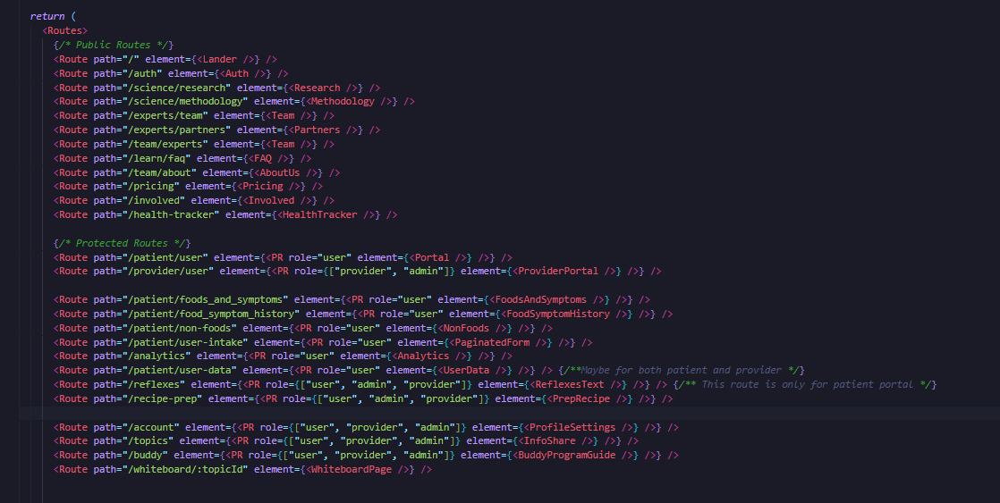 return (
<Routes>
{/* Public Routes */}
<Route path="/" element={<Lander />} />
<Route path="/auth" element={<Auth />} />
<Route path="/science/research" element={<Research />} />
<Route path="/science/methodology" element={<Methodology />} />
<Route path="/experts/team" element={<Team />} />
<Route path="/experts/partners" element={<Partners />} />
<Route path="/team/experts" element={<Team />} />
<Route path="/learn/faq" element={<FAQ />} />
<Route path="/team/about" element={<AboutUs />} />
<Route path="/pricing" element={<Pricing />} />
<Route path="/involved" element={<Involved />} />
<Route path="/health-tracker" element={<HealthTracker />} />
{/* Protected Routes */}
<Route path="/patient/user" element={<PR role="user" element={<Portal />} />} />
<Route path="/provider/user" element={<PR role={["provider", "admin"]} element={<ProviderPortal />} />} />
<Route path="/patient/foods_and_symptoms" element={<PR role="user" element={<FoodsAndSymptoms />} />} />
<Route path="/patient/food_symptom_history" element={<PR role="user" element={<FoodSymptomHistory />} />} />
<Route path="/patient/non-foods" element={<PR role="user" element={<NonFoods />} />} />
<Route path="/patient/user-intake" element={<PR role="user" element={<PaginatedForm />} />} />
<Route path="/analytics" element={<PR role="user" element={<Analytics />} />} />
<Route path="/patient/user-data" element={<PR role="user" element={<UserData />} />} /> {/**Maybe for both patient and provider */}
<Route path="/reflexes" element={<PR role={["user", "admin", "provider"]} element={<ReflexesText />} />} /> {/** This route is only for patient portal */}
<Route path="/recipe-prep" element={<PR role={["user", "admin", "provider"]} element={<PrepRecipe />} />} />
<Route path="/account" element={<PR role={["user", "provider", "admin"]} element={<ProfileSettings />} />} />
<Route path="/topics" element={<PR role={["user", "provider", "admin"]} element={<InfoShare />} />} />
<Route path="/buddy" element={<PR role={["user", "provider", "admin"]} element={<BuddyProgramGuide />} />} />
<Route path="/whiteboard/:topicId" element={<WhiteboardPage />} />